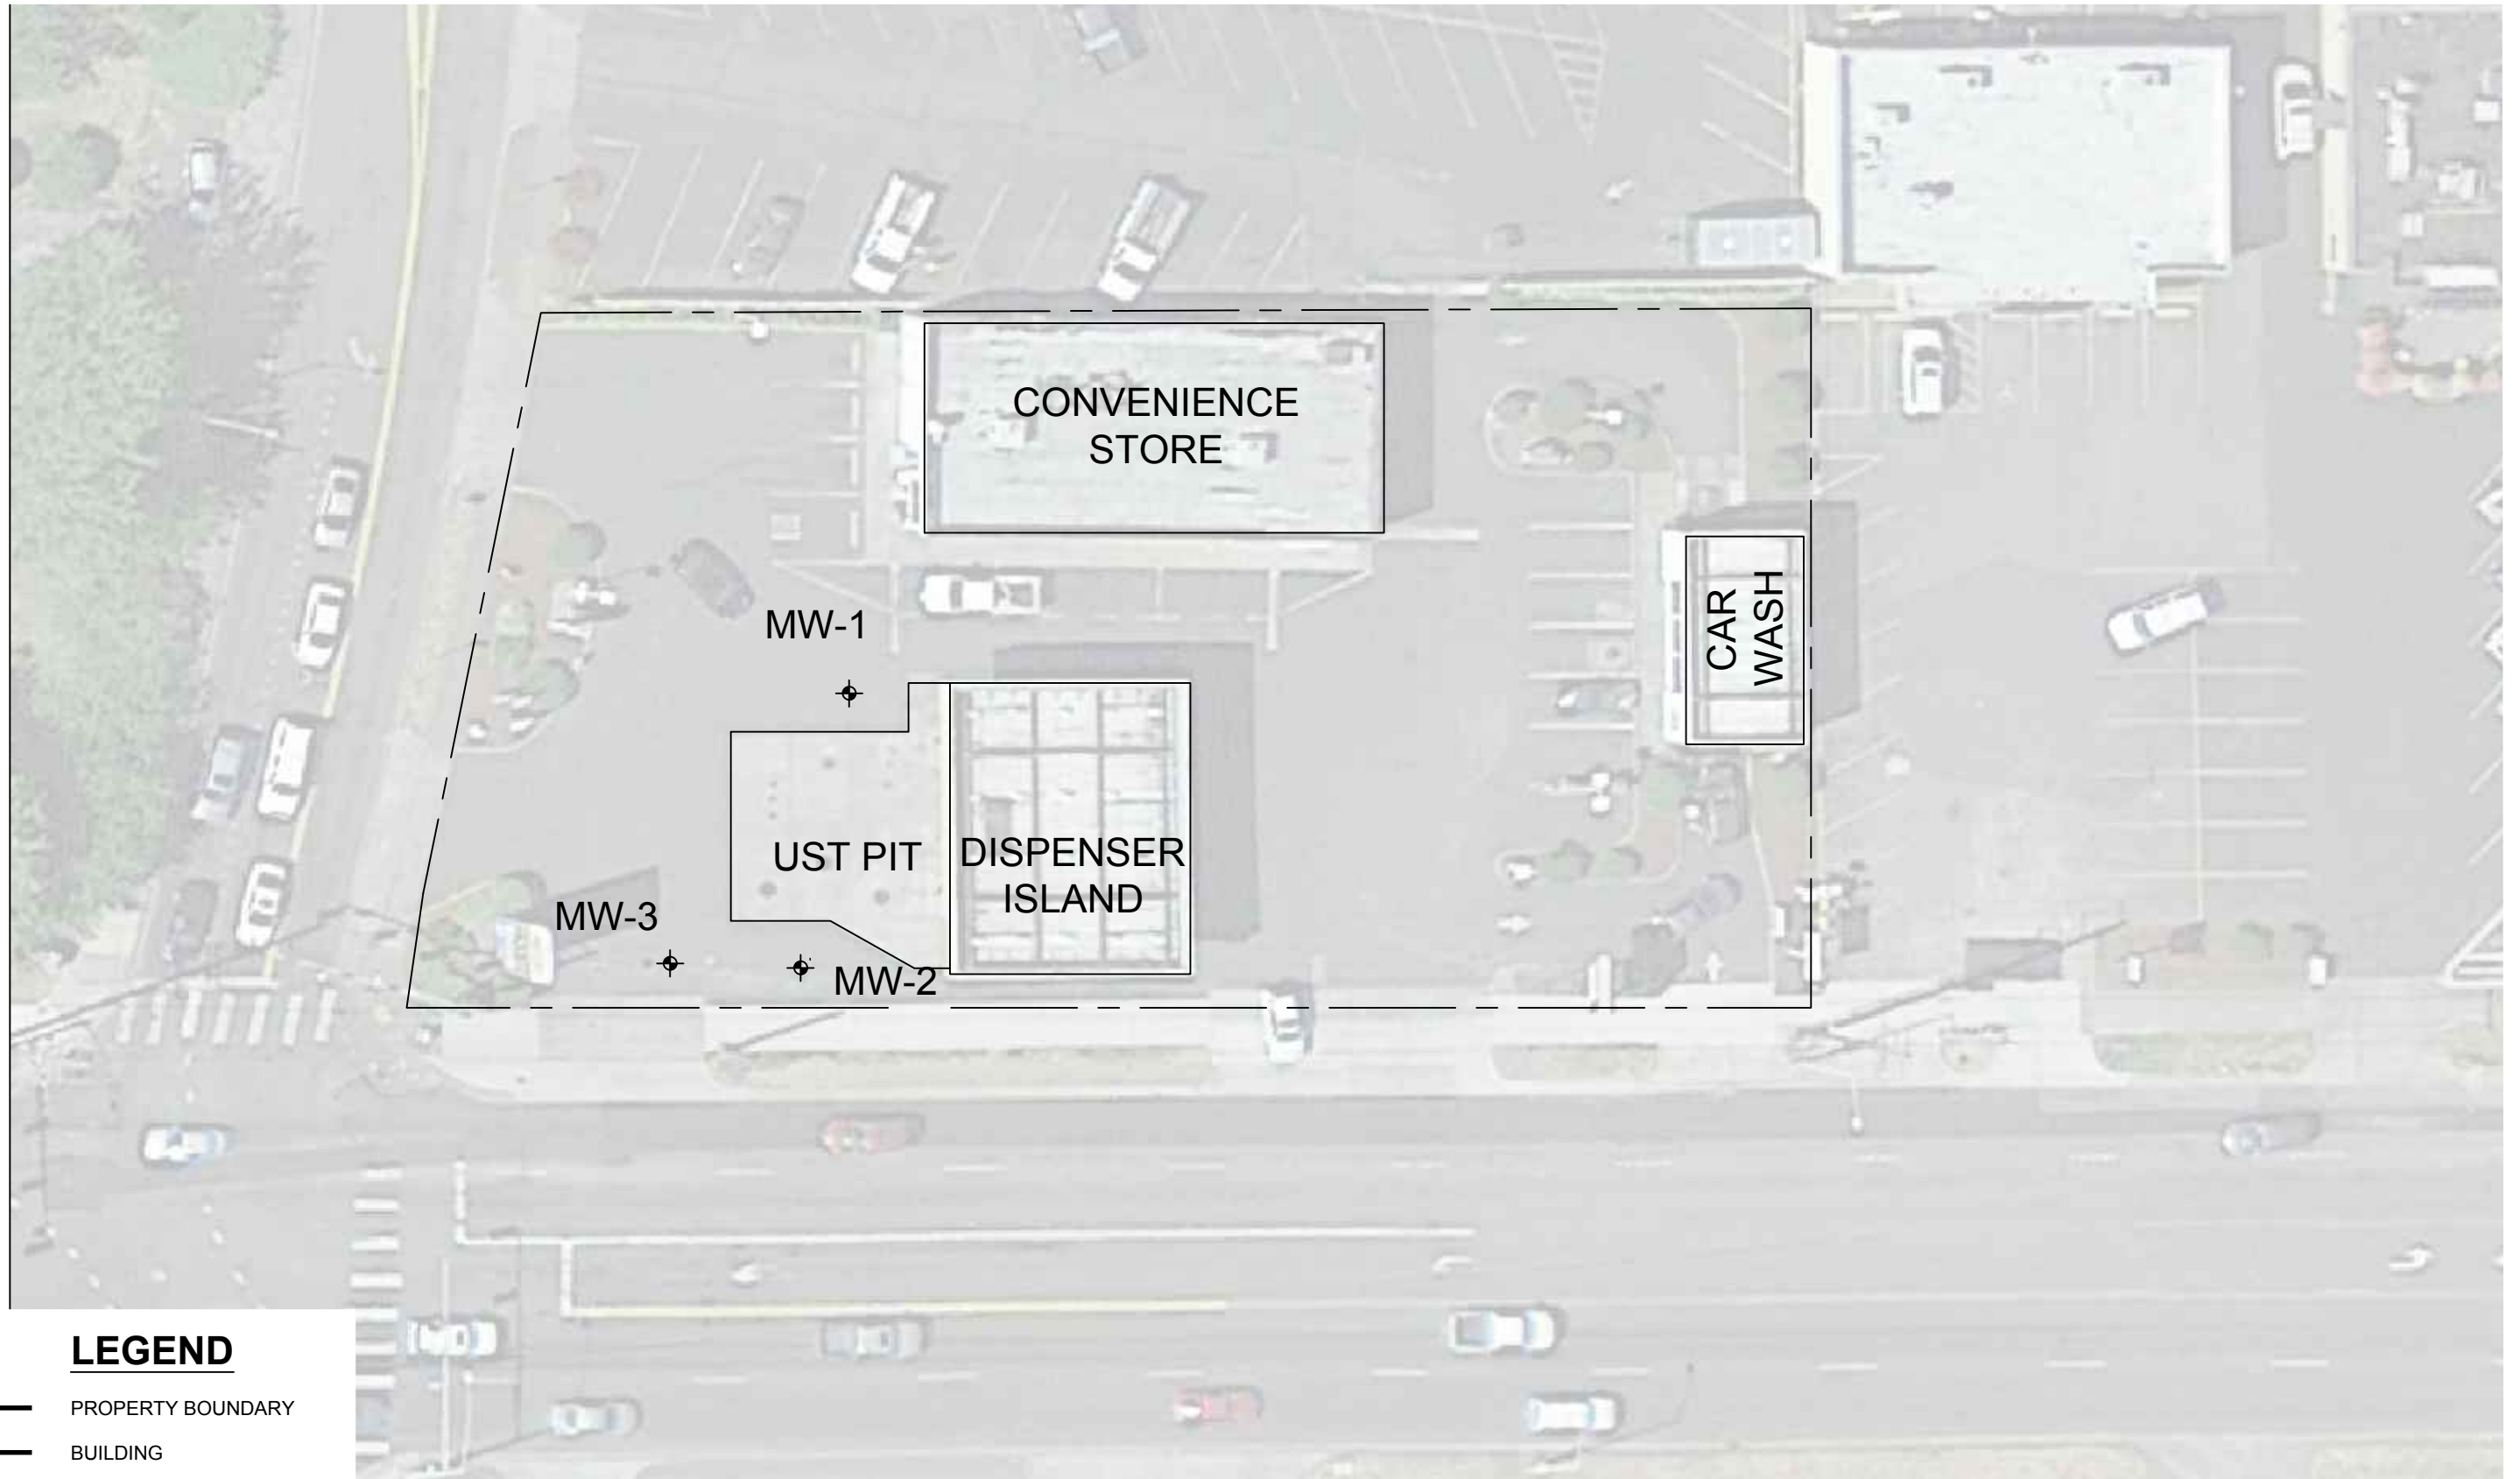 CONVENIENCE
STORE
CAR
WASH
MW-1
UST PIT
DISPENSER
ISLAND
MW-3
MW-2
LEGEND
PROPERTY BOUNDARY
BUILDING